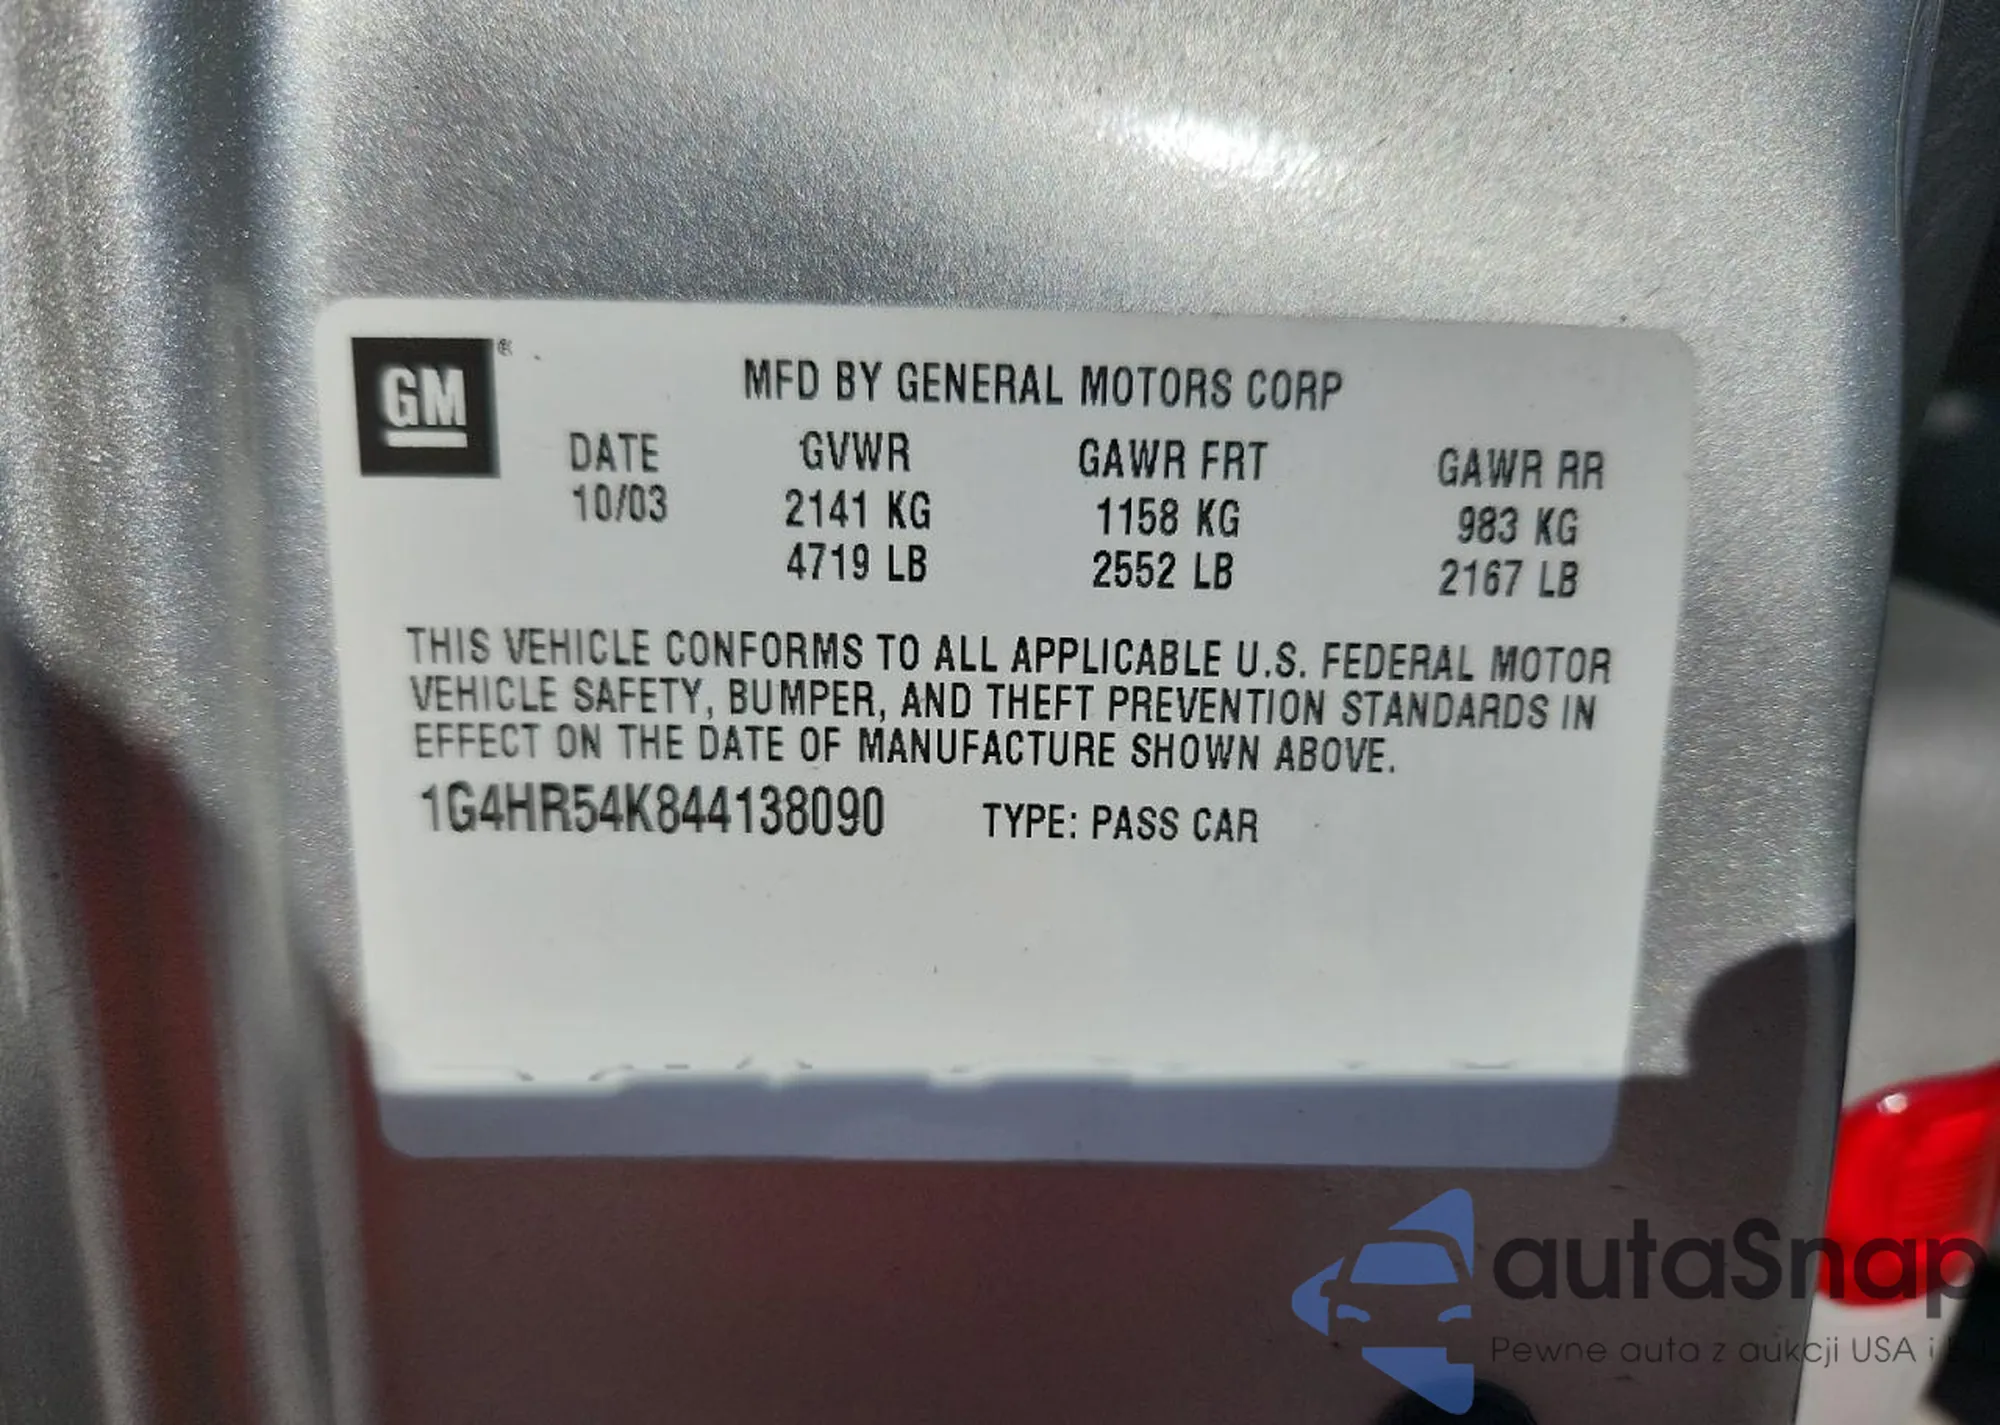 GM ®
MFD BY GENERAL MOTORS CORP
DATE GVWR GAWR FRT GAWR RR
10/03 2141 KG 1158 KG 983 KG
4719 LB 2552 LB 2167 LB
THIS VEHICLE CONFORMS TO ALL APPLICABLE U.S. FEDERAL MOTOR
VEHICLE SAFETY, BUMPER, AND THEFT PREVENTION STANDARDS IN
EFFECT ON THE DATE OF MANUFACTURE SHOWN ABOVE.
1G4HR54K844138090 TYPE: PASS CAR
autaSnap
Pewne auta z aukcji USA i